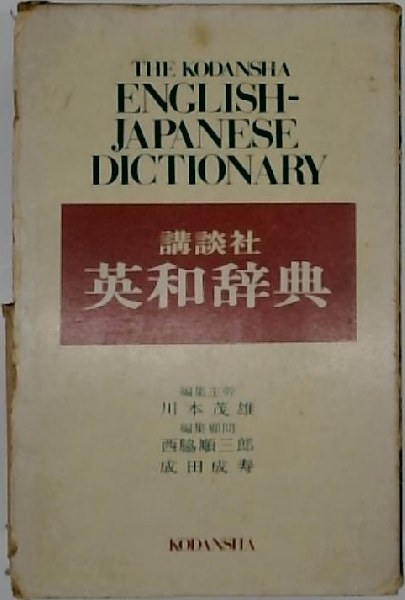 THE KODANSHA
ENGLISH-
JAPANESE
DICTIONARY
講談社
英和辞典
編集主幹
川本茂雄
編集顧問
西脇順三郎
成田成寿
KODANSHA